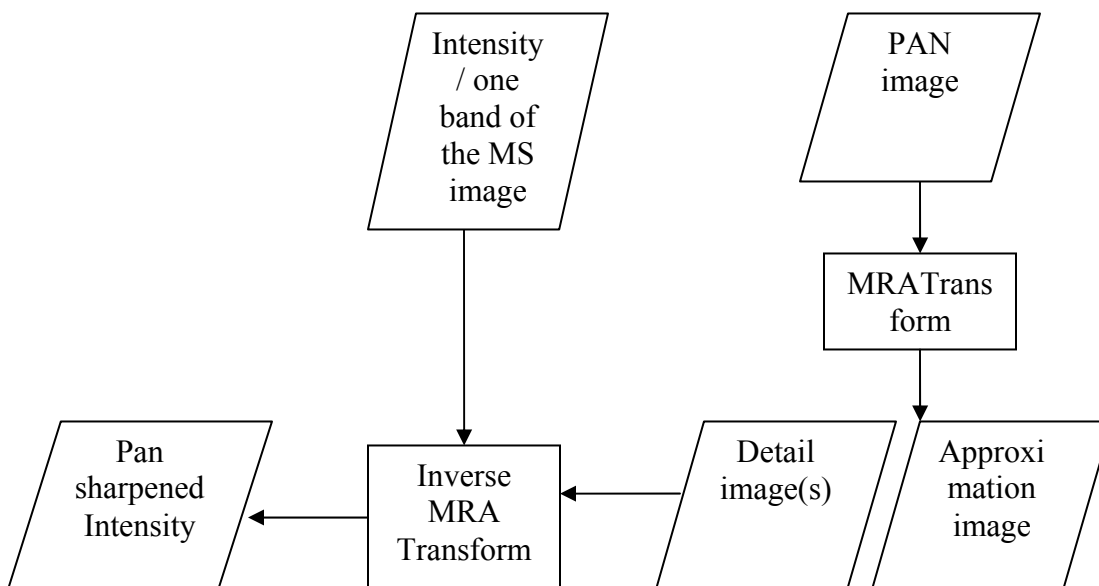 Intensity
/ one
band of
the MS
image
PAN
image
MRATrans
form
Pan
sharpened
Intensity
Inverse
MRA
Transform
Detail
image(s)
Approxi
mation
image